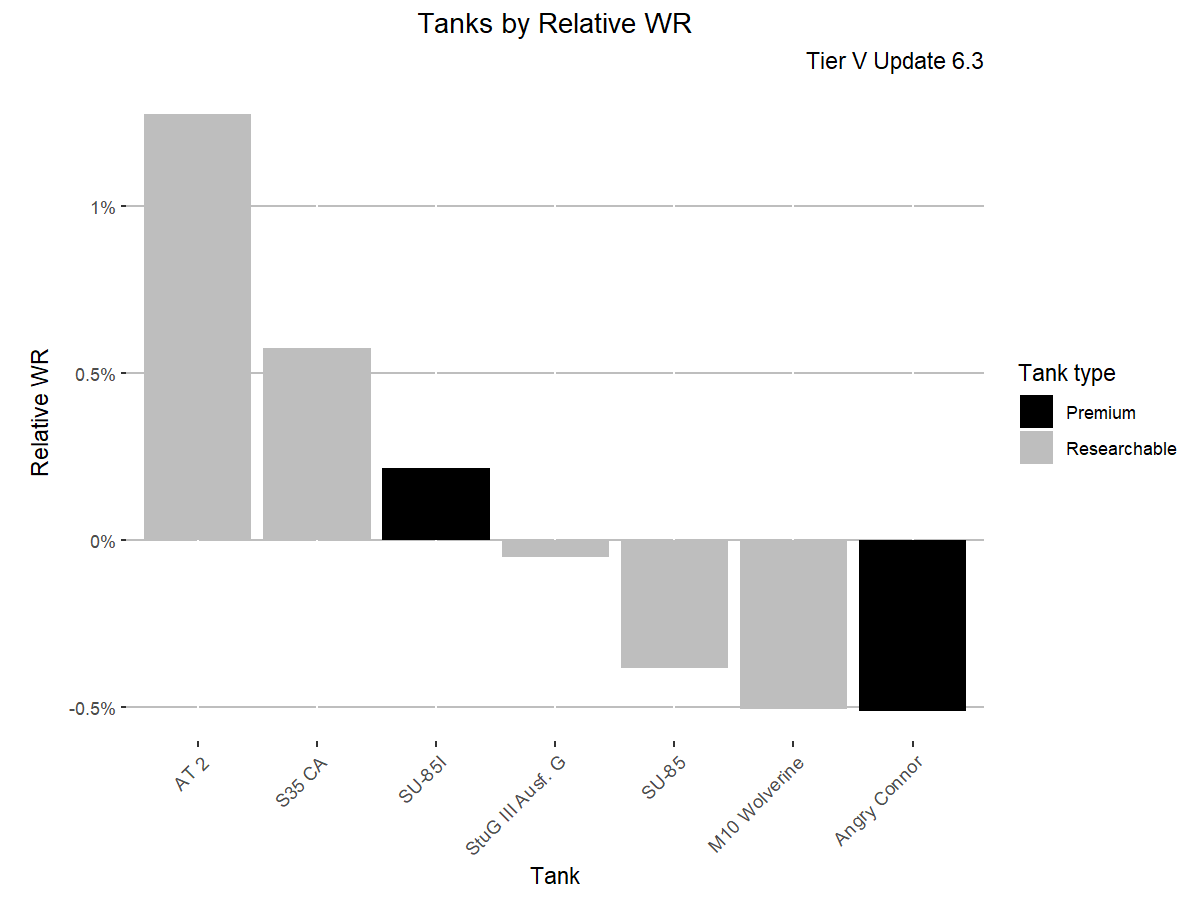 Tanks by Relative WR
Tier V Update 6.3
Relative WR
1%
0.5%
0%
-0.5%
AT 2
S35 CA
SU-85I
StuG III Ausf. G
SU-85
M10 Wolverine
Angry Connor
Tank
Tank type
Premium
Researchable